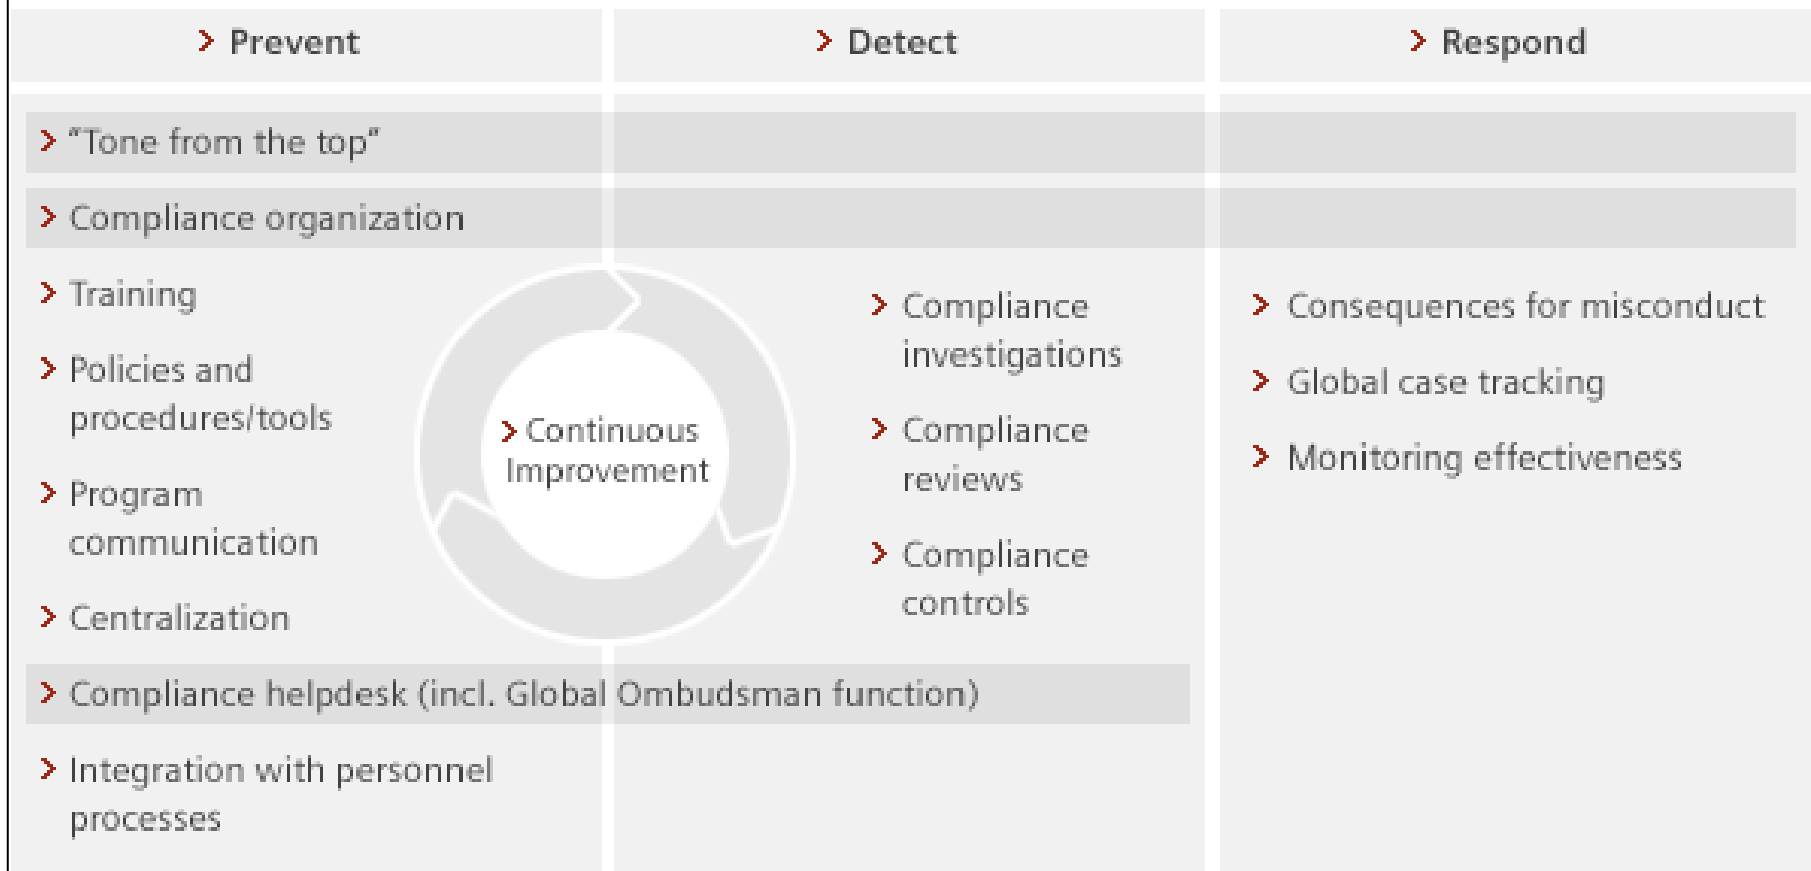 Prevent
Detect
Respond
"Tone from the top"
Compliance organization
Training
Policies and
procedures/tools
Program
communication
Centralization
Compliance helpdesk (incl. Global Ombudsman function)
Integration with personnel
processes
Continuous
Improvement
Compliance
investigations
Compliance
reviews
Compliance
controls
Consequences for misconduct
Global case tracking
Monitoring effectiveness